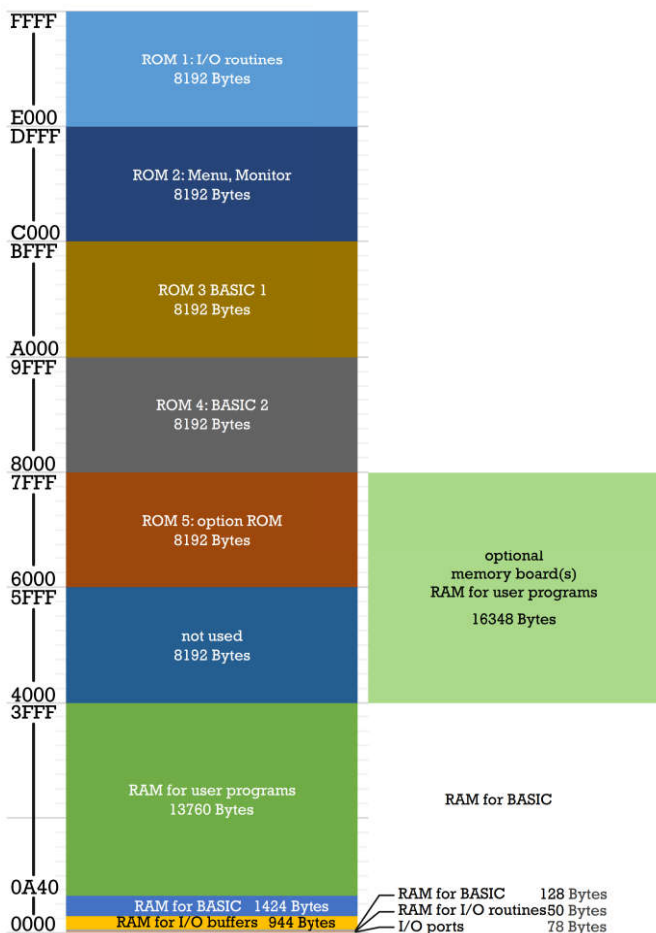 FFFF
ROM 1: I/O routines
8192 Bytes
E000
DFFF
ROM 2: Menu, Monitor
8192 Bytes
C000
BFFF
ROM 3 BASIC 1
8192 Bytes
A000
9FFF
ROM 4: BASIC 2
8192 Bytes
8000
7FFF
ROM 5: option ROM
8192 Bytes
optional
memory board(s)
RAM for user programs
16348 Bytes
6000
5FFF
not used
8192 Bytes
4000
3FFF
RAM for user programs
13760 Bytes
RAM for BASIC
0A40
RAM for BASIC 1424 Bytes
RAM for I/O buffers 944 Bytes
0000
RAM for BASIC 128 Bytes
RAM for I/O routines 50 Bytes
I/O ports 78 Bytes